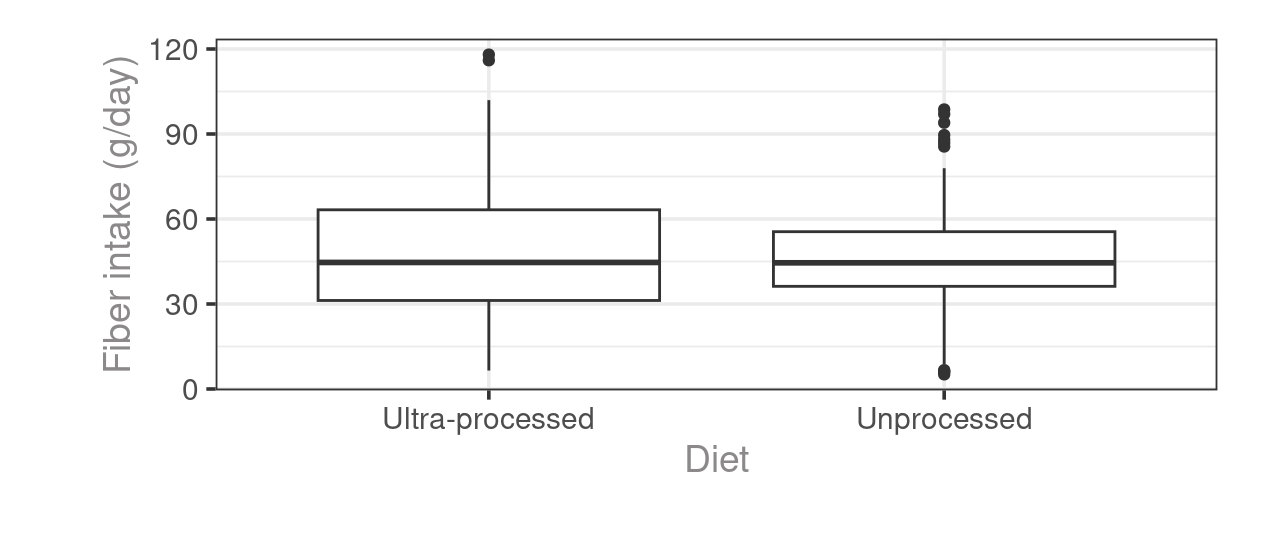 Fiber intake (g/day)
120
90
60
30
0
Ultra-processed Unprocessed
Diet